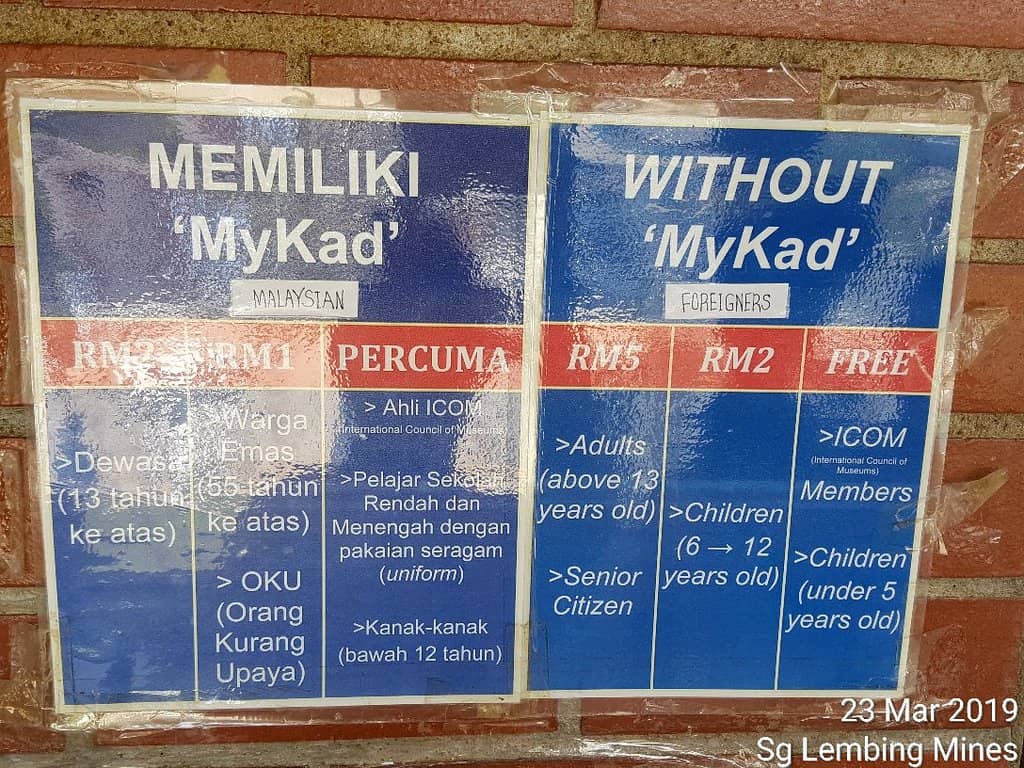 MEMILIKI
'MyKad'
MALAYSIAN
RM2 RM1 PERCUMA
>Dewasa
(13 tahun
ke atas)
>Warga
Emas
(55 tahun
ke atas)
> OKU
(Orang
Kurang
Upaya)
> Ahli ICOM
(International Council of Museums)
>Pelajar Sekolah
Rendah dan
Menengah dengan
pakaian seragam
(uniform)
>Kanak-kanak
(bawah 12 tahun)
WITHOUT
'MyKad'
FOREIGNERS
RM5 RM2 FREE
>Adults
(above 13
years old)
>Senior
Citizen
>Children
(6 → 12
years old)
>ICOM
(International Council of
Museums)
Members
>Children
(under 5
years old)
23 Mar 2019
Sg Lembing Mines